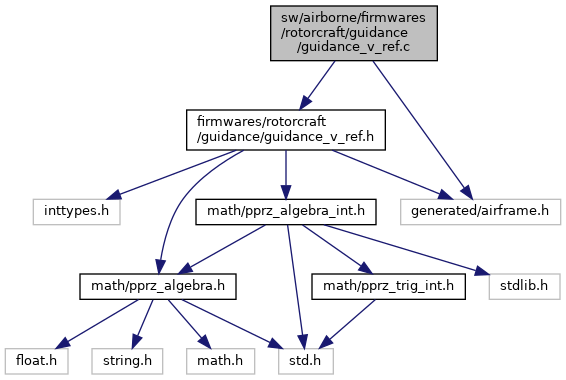 sw/airborne/firmwares
/rotorcraft/guidance
/guidance_v_ref.c
firmwares/rotorcraft
/guidance/guidance_v_ref.h
inttypes.h
math/pprz_algebra_int.h
generated/airframe.h
math/pprz_algebra.h
math/pprz_trig_int.h
stdlib.h
float.h
string.h
math.h
std.h